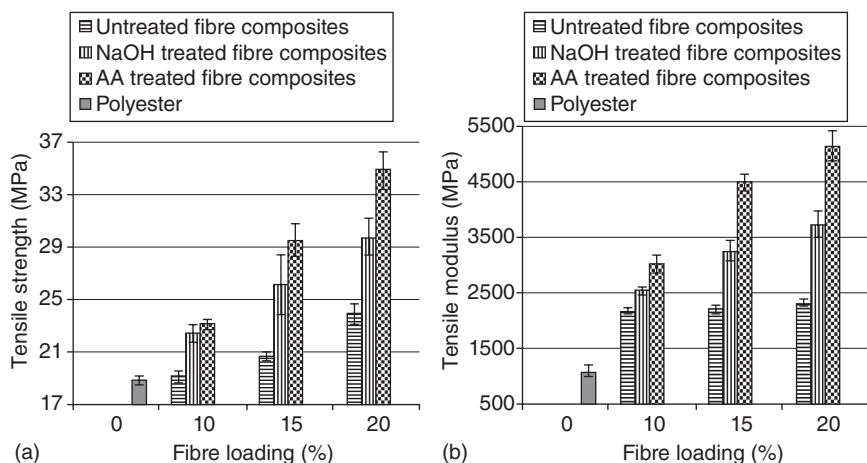 Untreated fibre composites
NaOH treated fibre composites
AA treated fibre composites
Polyester
37
33
29
25
21
17
Tensile strength (MPa)
0 10 15 20
(a) Fibre loading (%)
Untreated fibre composites
NaOH treated fibre composites
AA treated fibre composites
Polyester
5500
4500
3500
2500
1500
500
Tensile modulus (MPa)
0 10 15 20
(b) Fibre loading (%)